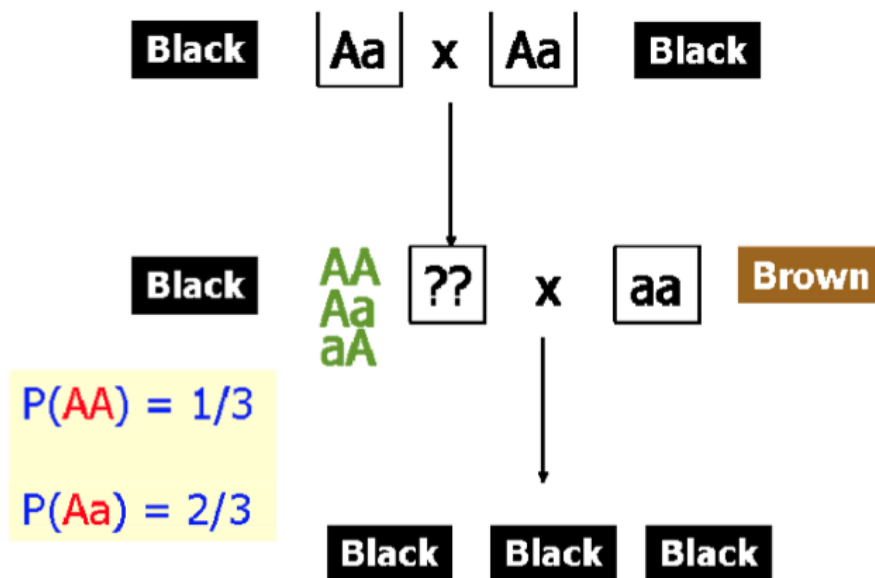 Black Aa x Aa Black
Black AA ?? x aa Brown
Aa
aA
P(AA) = 1/3
P(Aa) = 2/3
Black Black Black